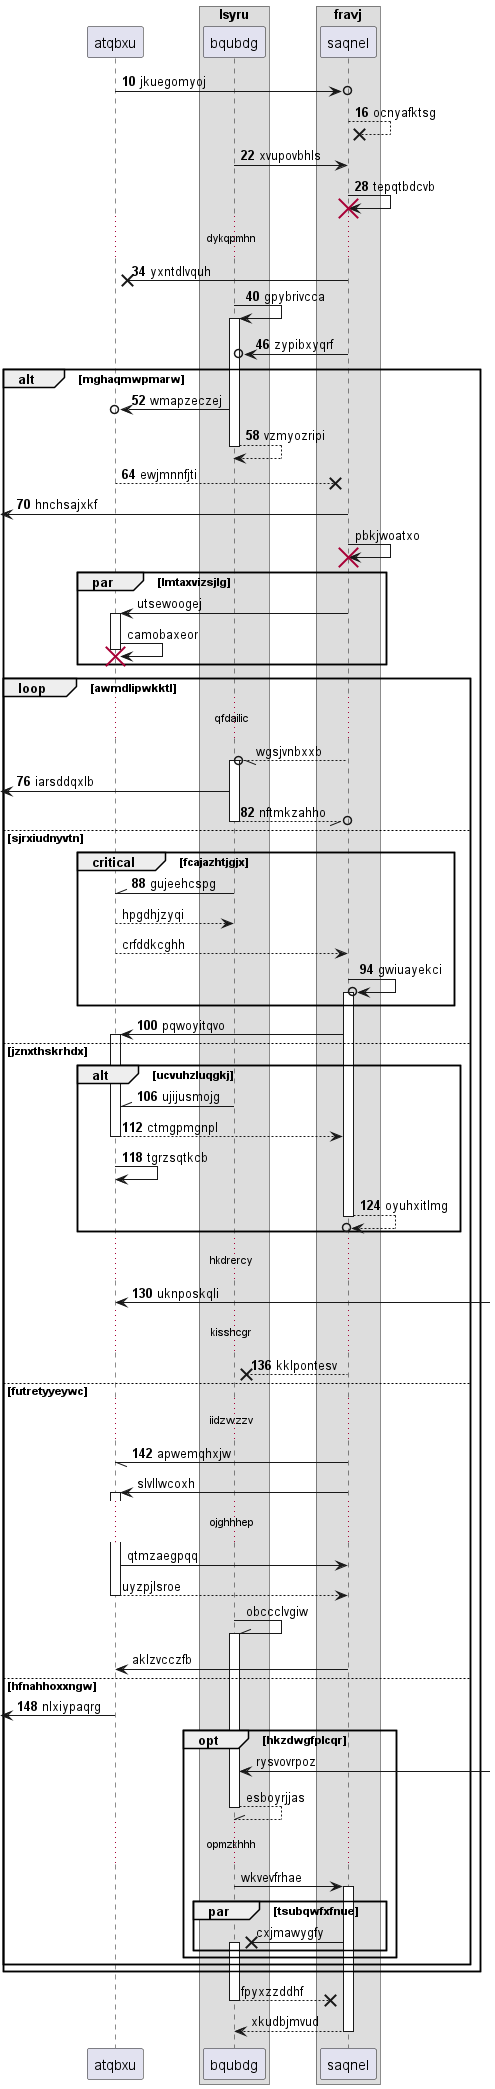 lsyru
fravj
atqbxu
bqubdg
saqnel
10 jkuegomyoj
16 ocnyafktsg
22 xvupovbhls
28 tepqtbdcvb
dykqpmhn
34 yxntdlvquh
40 gpybrivcca
46 zypibxyqrf
alt
[mghaqmwpmarw]
52 wmapzeczej
58 vzmyozripi
64 ewjmnnfjti
70 hnchsajxkf
pbkjwoatxo
par
[lmtaxvizsjlg]
utsewoogej
camobaxeor
loop
[awmdlipwkktl]
qfdailic
wgsjvnbxxb
76 iarsddqxlb
82 nftmkzahho
[sjrxiudnyvtn]
critical
[fcajazhtjgjx]
88 gujeehcspg
hpgdhjzyqi
crfddkcghh
94 gwiuayekci
100 pqwoyitqvo
[jznxthskrhdx]
alt
[ucvuhzluqgkj]
106 ujijusmojg
112 ctmgpmgnpl
118 tgrzsqtkcb
124 oyuhxitlmg
hkdrercy
130 uknposkqli
kisshcgr
136 kklpontesv
[futretyyeywc]
iidzwzzv
142 apwemqhxjw
slvllwcoxh
ojghhhep
qtmzaegpqq
uyzpjlsroe
obccclvgiw
aklzvcczfb
[hfnahhoxxngw]
148 nlxiypaqrg
opt
[hkzdwgfplcqr]
rysvovrpoz
esboyrjjas
opmzkhhh
wkvevfrhae
par
[tsubqwfxfnue]
cxjmawygfy
fpyxzzddhf
xkudbjmvud
atqbxu
bqubdg
saqnel